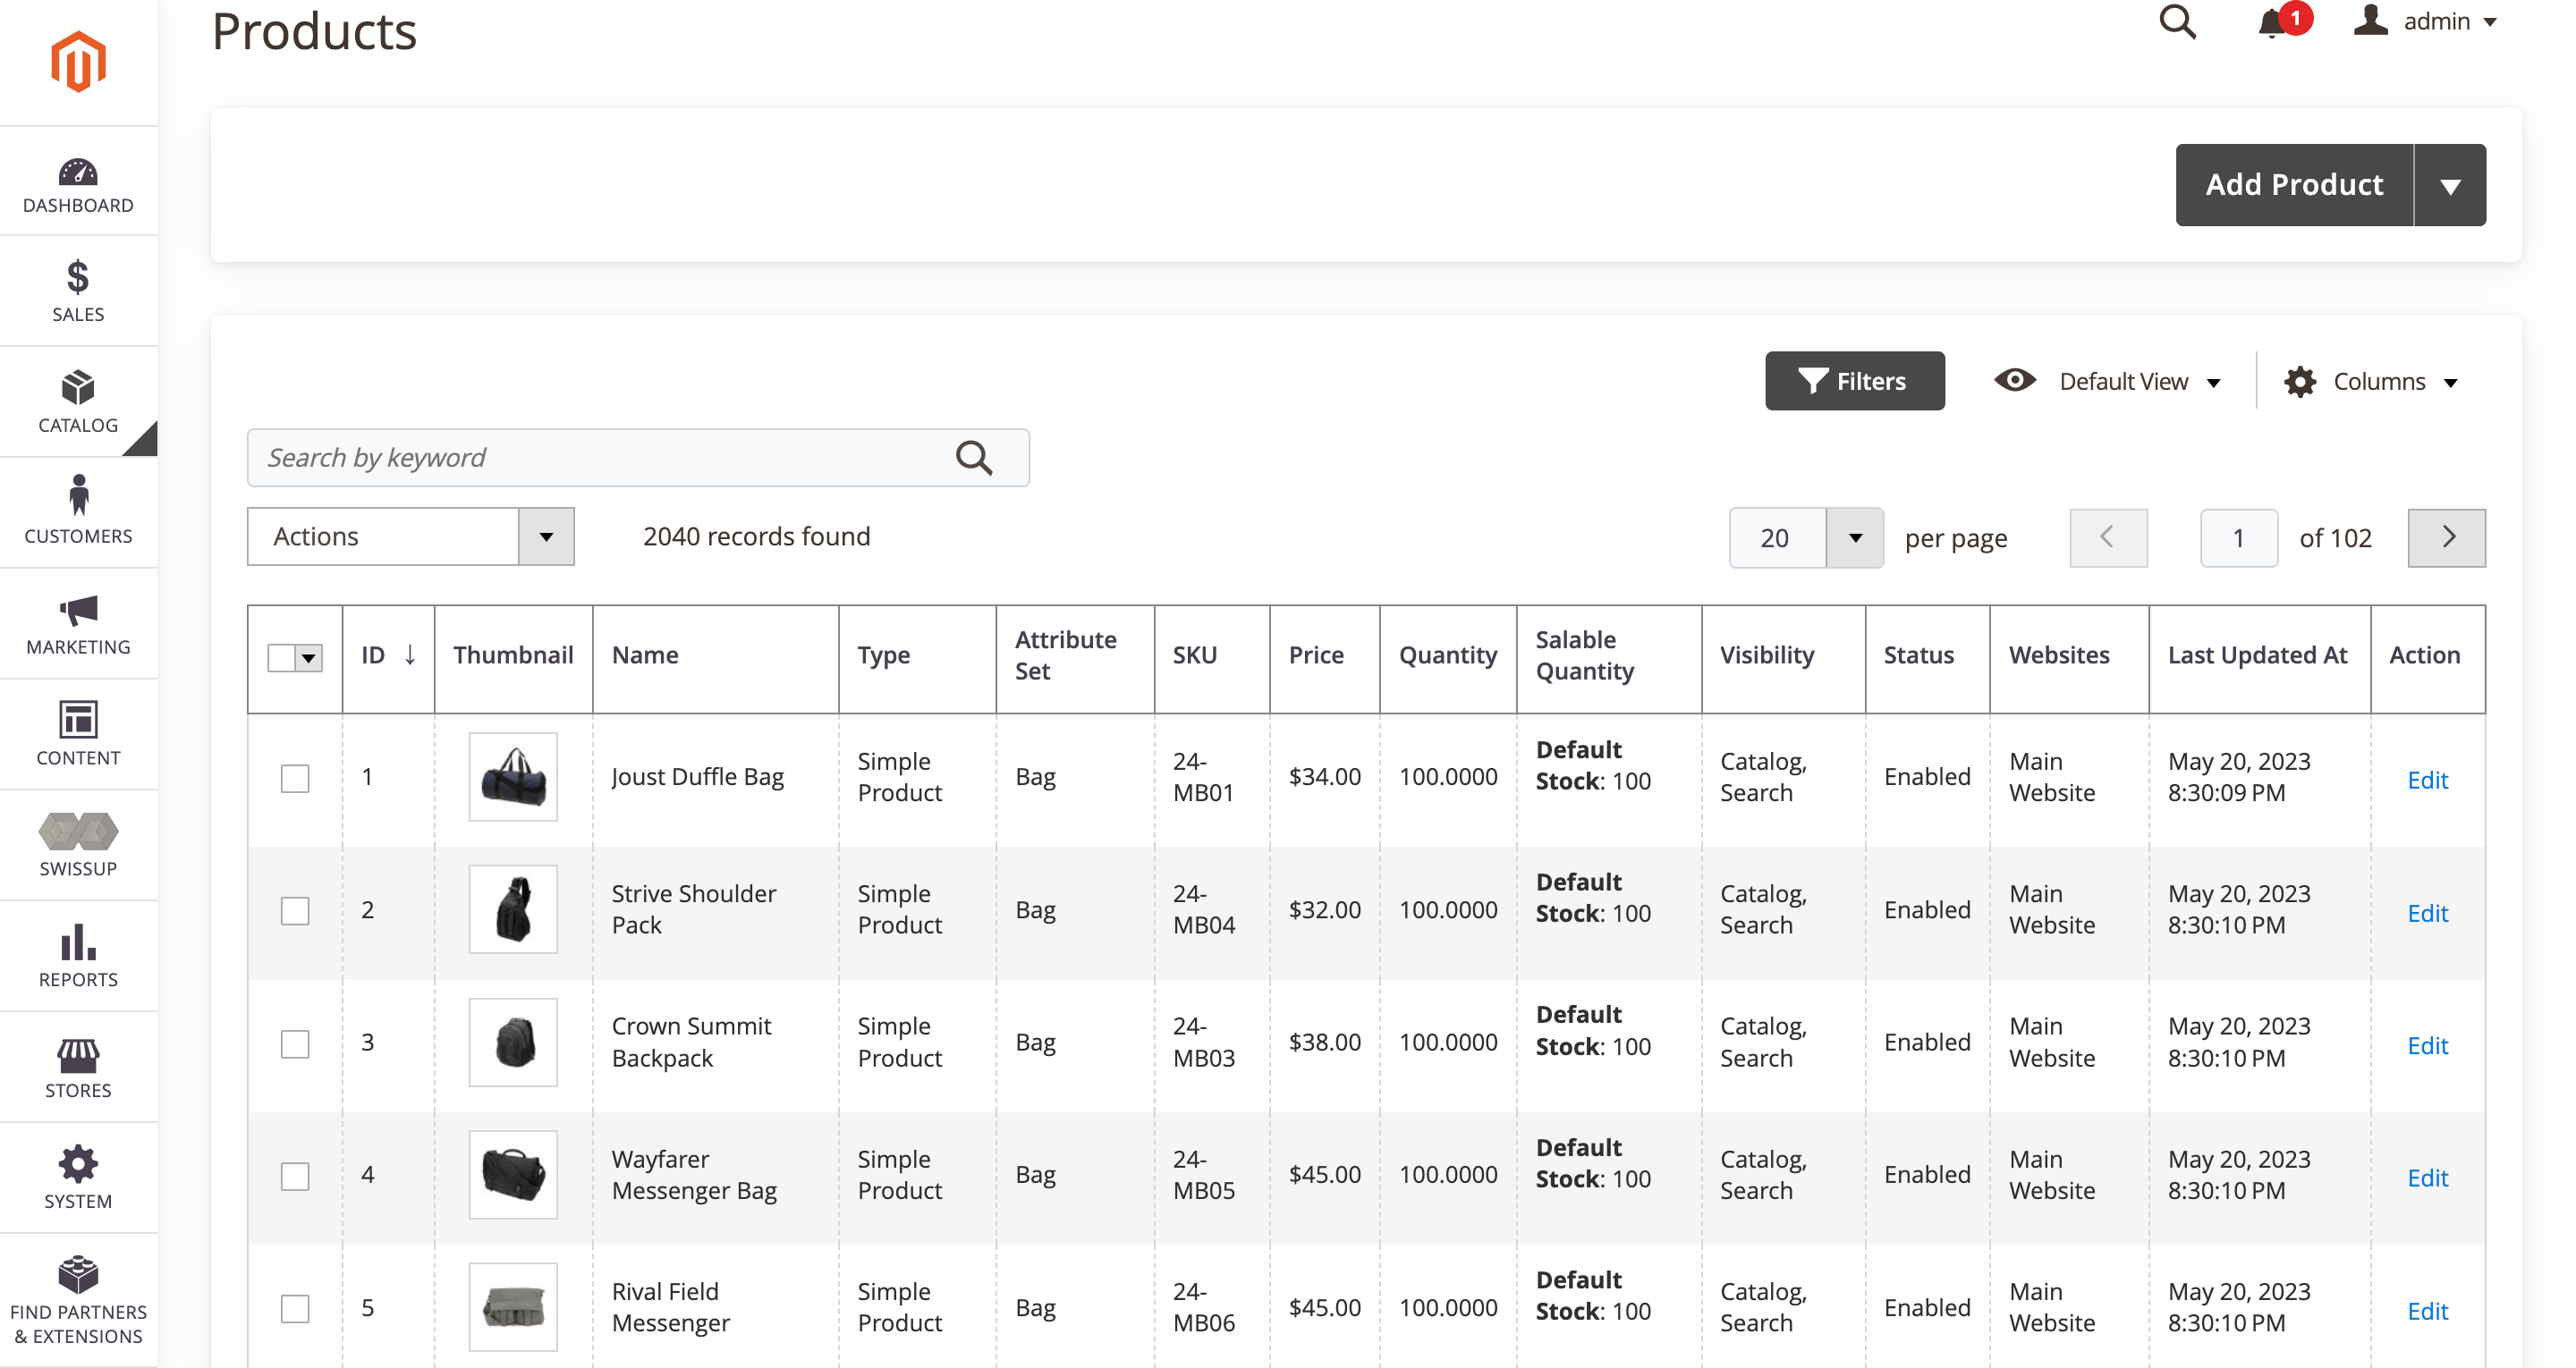 Products
1
admin
DASHBOARD
SALES
CATALOG
CUSTOMERS
MARKETING
CONTENT
SWISSUP
REPORTS
STORES
SYSTEM
FIND PARTNERS
& EXTENSIONS
Add Product
Filters
Default View
Columns
Search by keyword
Actions
2040 records found
20
per page
1
of 102
ID ↓
Thumbnail
Name
Type
Attribute
Set
SKU
Price
Quantity
Salable
Quantity
Visibility
Status
Websites
Last Updated At
Action
1
Joust Duffle Bag
Simple
Product
Bag
24-
MB01
$34.00
100.0000
Default
Stock: 100
Catalog,
Search
Enabled
Main
Website
May 20, 2023
8:30:09 PM
Edit
2
Strive Shoulder
Pack
Simple
Product
Bag
24-
MB04
$32.00
100.0000
Default
Stock: 100
Catalog,
Search
Enabled
Main
Website
May 20, 2023
8:30:10 PM
Edit
3
Crown Summit
Backpack
Simple
Product
Bag
24-
MB03
$38.00
100.0000
Default
Stock: 100
Catalog,
Search
Enabled
Main
Website
May 20, 2023
8:30:10 PM
Edit
4
Wayfarer
Messenger Bag
Simple
Product
Bag
24-
MB05
$45.00
100.0000
Default
Stock: 100
Catalog,
Search
Enabled
Main
Website
May 20, 2023
8:30:10 PM
Edit
5
Rival Field
Messenger
Simple
Product
Bag
24-
MB06
$45.00
100.0000
Default
Stock: 100
Catalog,
Search
Enabled
Main
Website
May 20, 2023
8:30:10 PM
Edit